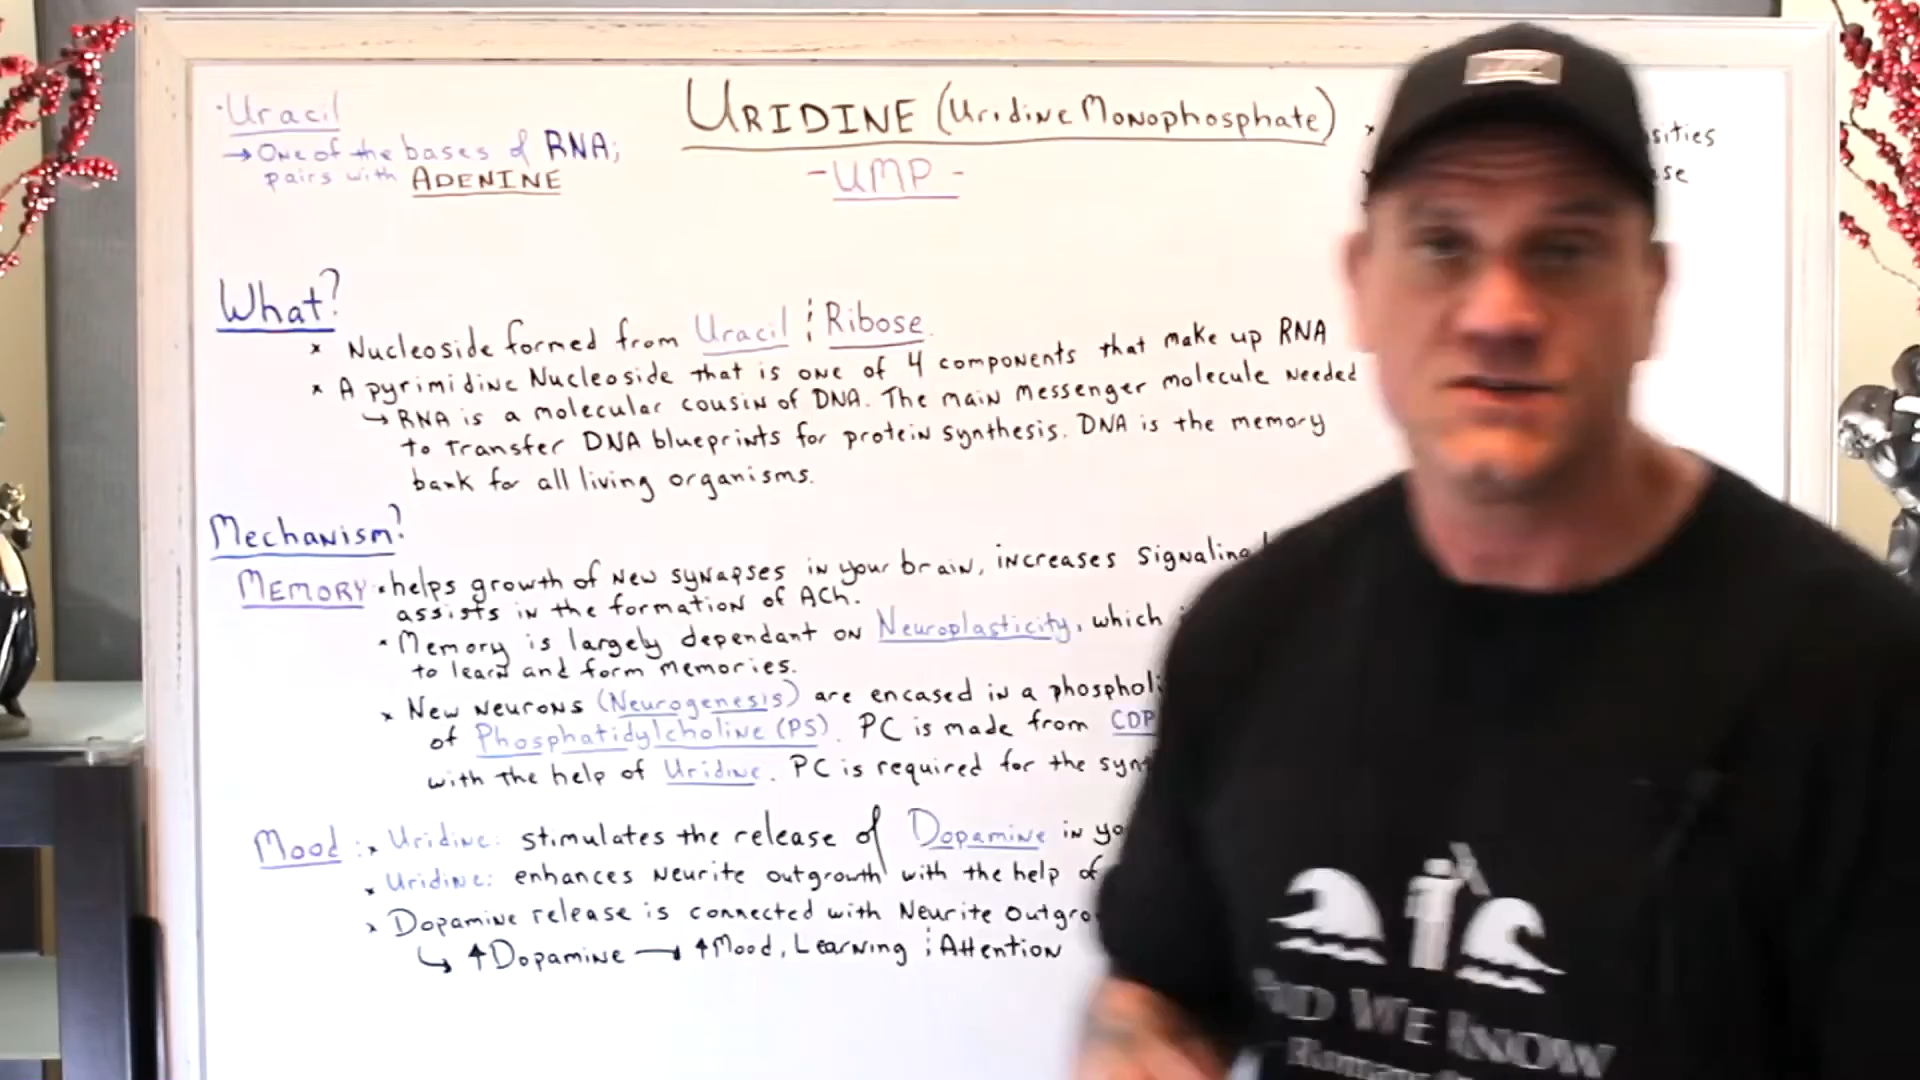 · Uracil
→ One of the bases of RNA;
pairs with ADENINE
URIDINE (Uridine Monophosphate)
- UMP -
What?
x Nucleoside formed from Uracil & Ribose.
x A pyrimidine Nucleoside that is one of 4 components that make up RNA
↳ RNA is a molecular cousin of DNA. The main messenger molecule needed
to transfer DNA blueprints for protein synthesis. DNA is the memory
bank for all living organisms.
Mechanism?
MEMORY • helps growth of new synapses in your brain, increases signaling
assists in the formation of ACh.
• Memory is largely dependant on Neuroplasticity, which
to learn and form memories.
x New neurons (Neurogenesis) are encased in a
of Phosphatidylcholine (PS). PC is made from CDP
with the help of Uridine. PC is required for the
Mood: x Uridine: stimulates the release of Dopamine in
x Uridine: enhances Neurite outgrowth with the help of
x Dopamine release is connected with Neurite
↳ ↑Dopamine → ↑Mood, Learning & Attention
WE KNOW